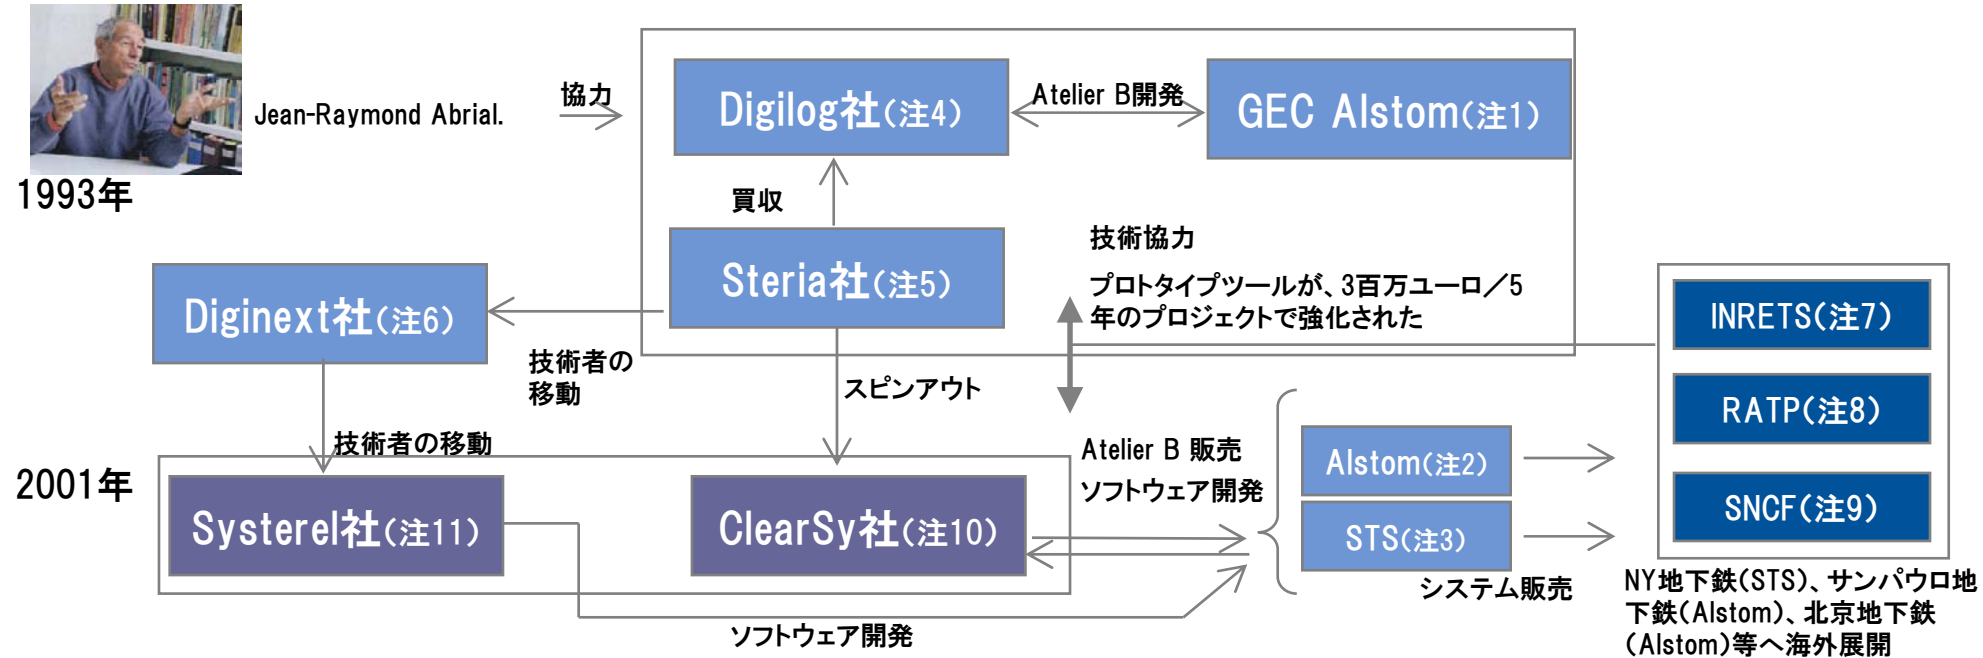 Jean-Raymond Abrial.
協力
Digilog社(注4)
Atelier B開発
GEC Alstom(注1)
1993年
買収
Steria社(注5)
技術協力
プロトタイプツールが、3百万ユーロ／5
年のプロジェクトで強化された
Diginext社(注6)
技術者の
移動
スピンアウト
INRETS(注7)
RATP(注8)
SNCF(注9)
技術者の移動
2001年
Systerel社(注11)
ClearSy社(注10)
Atelier B 販売
ソフトウェア開発
Alstom(注2)
STS(注3)
システム販売
ソフトウェア開発
NY地下鉄(STS)、サンパウロ地
下鉄(Alstom)、北京地下鉄
(Alstom)等へ海外展開